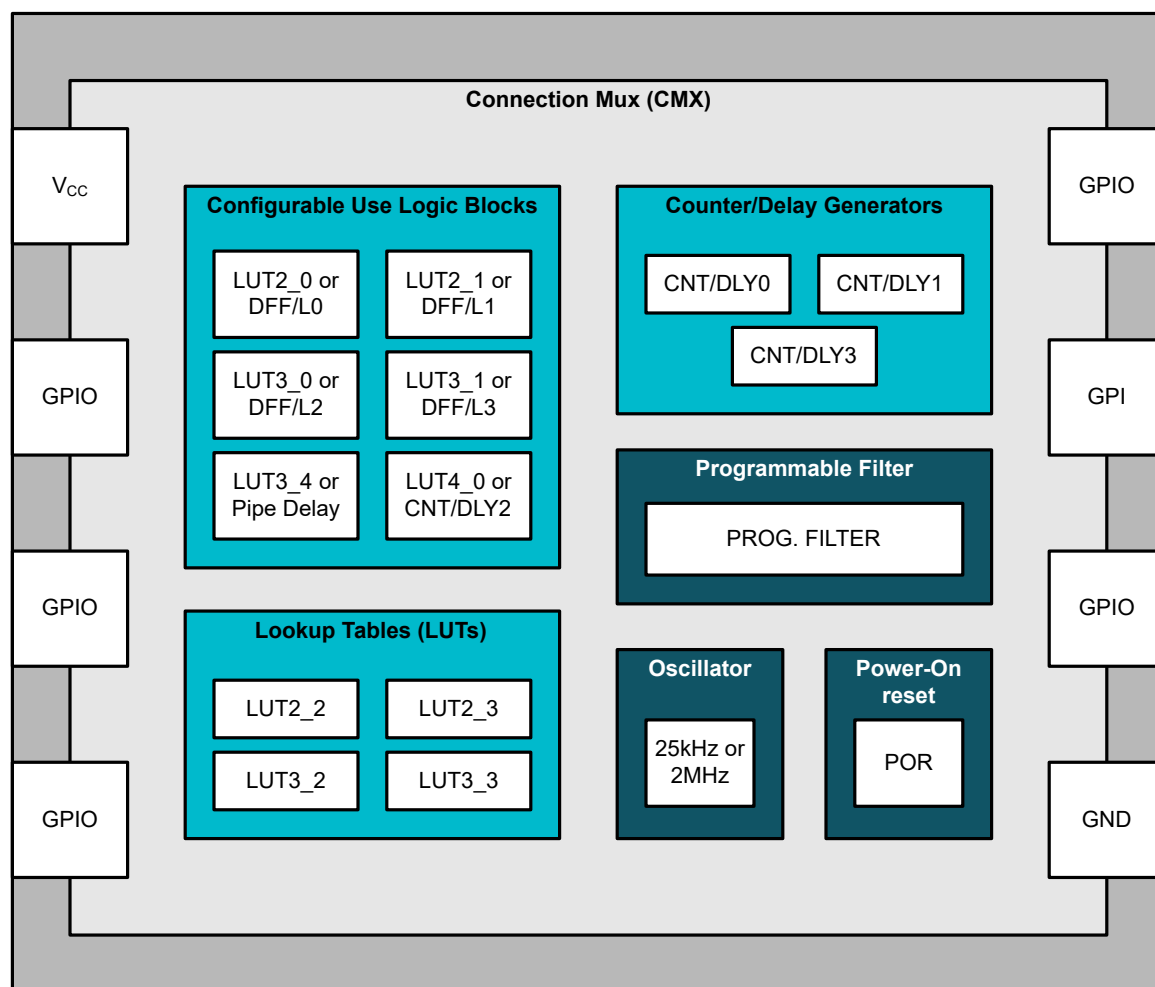 Connection Mux (CMX)
VCC
GPIO
GPIO
GPIO
Configurable Use Logic Blocks
LUT2_0 or
DFF/L0
LUT2_1 or
DFF/L1
LUT3_0 or
DFF/L2
LUT3_1 or
DFF/L3
LUT3_4 or
Pipe Delay
LUT4_0 or
CNT/DLY2
Lookup Tables (LUTs)
LUT2_2
LUT2_3
LUT3_2
LUT3_3
Counter/Delay Generators
CNT/DLY0
CNT/DLY1
CNT/DLY3
Programmable Filter
PROG. FILTER
Oscillator
25kHz or
2MHz
Power-On
reset
POR
GPIO
GPI
GPIO
GND